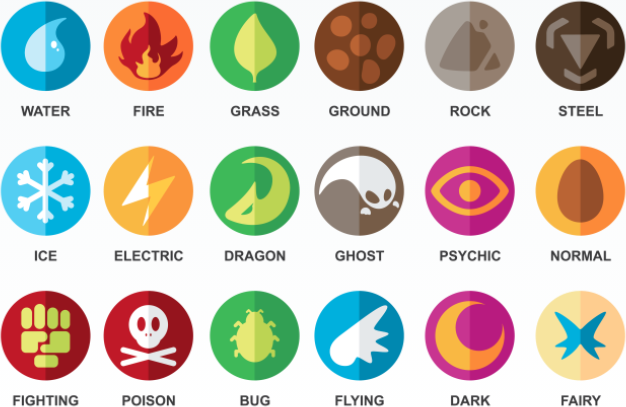 WATER FIRE GRASS GROUND ROCK STEEL
ICE ELECTRIC DRAGON GHOST PSYCHIC NORMAL
FIGHTING POISON BUG FLYING DARK FAIRY